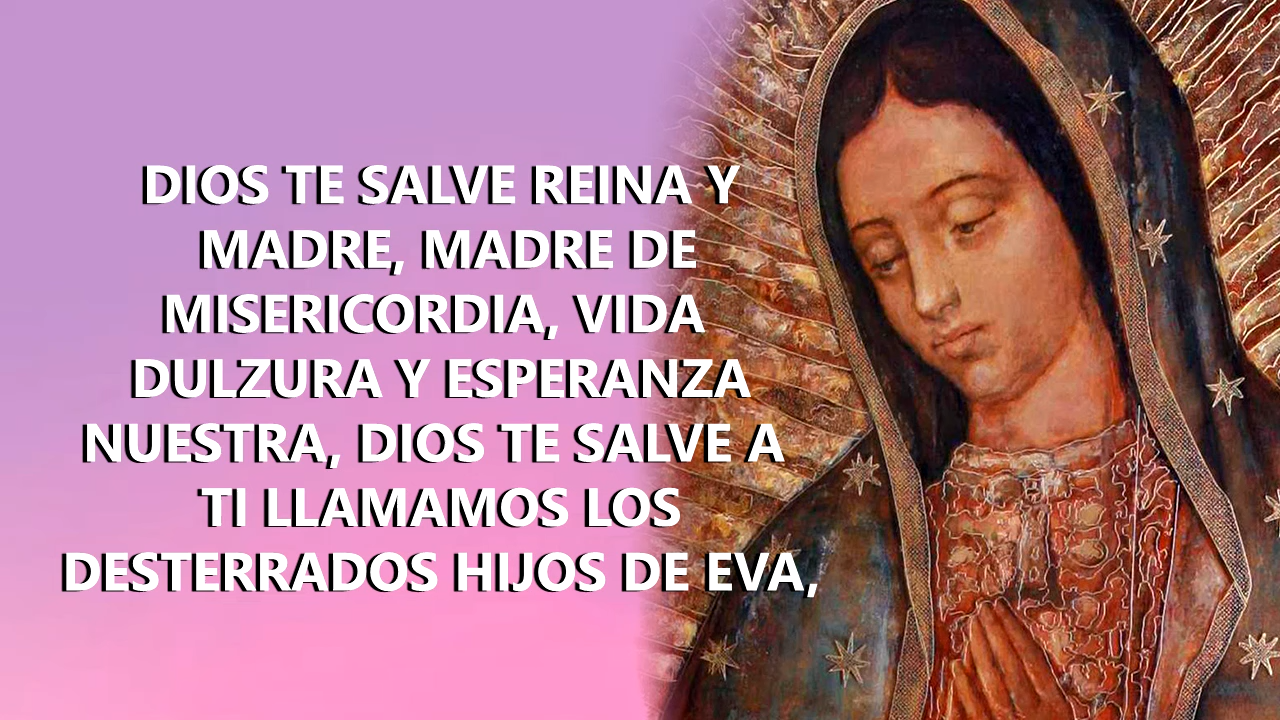 DIOS TE SALVE REINA Y
MADRE, MADRE DE
MISERICORDIA, VIDA
DULZURA Y ESPERANZA
NUESTRA, DIOS TE SALVE A
TI LLAMAMOS LOS
DESTERRADOS HIJOS DE EVA,